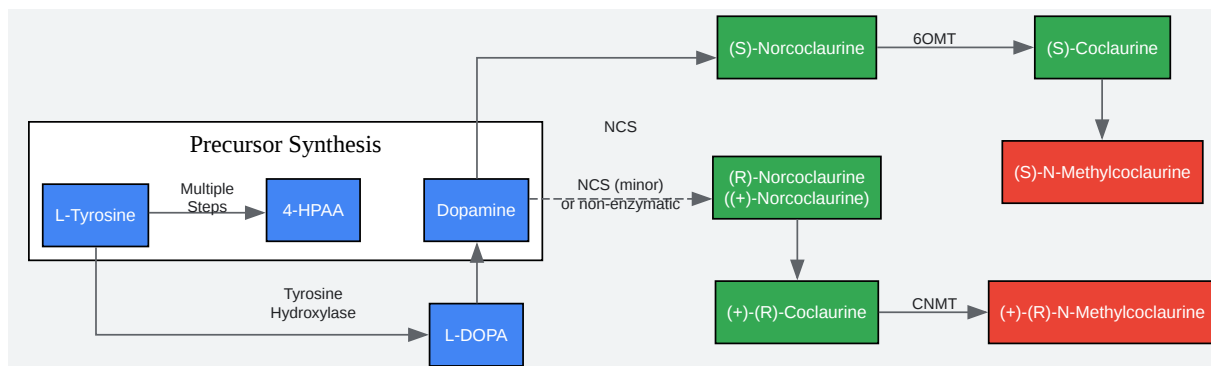 (S)-Norcoclaurine
6OMT
(S)-Coclaurine
NCS
Precursor Synthesis
(S)-N-Methylcoclaurine
L-Tyrosine
Multiple
Steps
4-HPAA
Dopamine
NCS (minor)
or non-enzymatic
(R)-Norcoclaurine
((+)-Norcoclaurine)
Tyrosine
Hydroxylase
L-DOPA
(+)-(R)-Coclaurine
CNMT
(+)-(R)-N-Methylcoclaurine